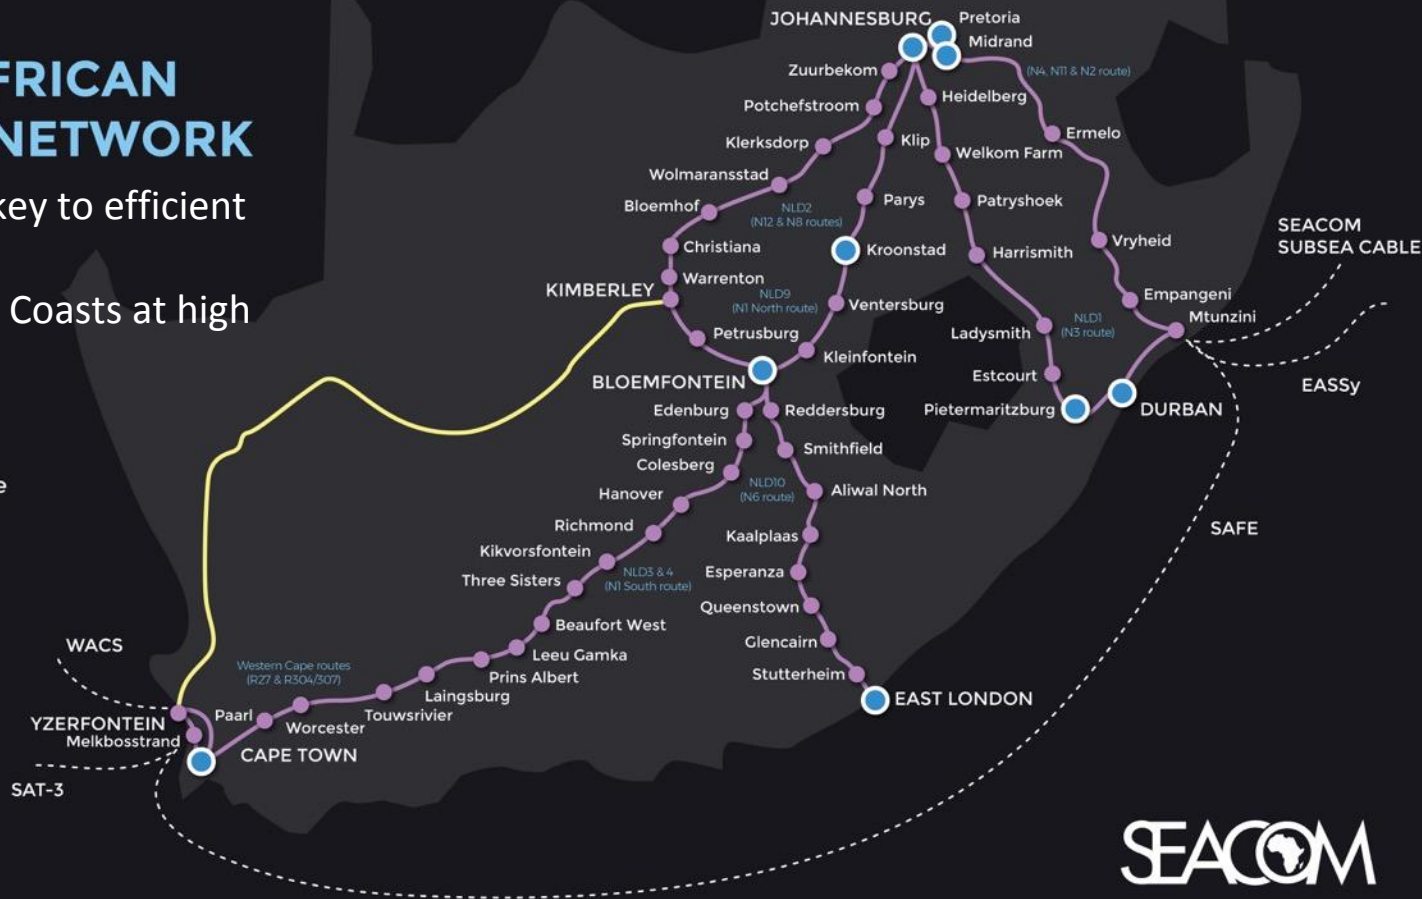 FRICAN
NETWORK
key to efficient
Coasts at high
e
JOHANNESBURG
Pretoria
Midrand
(N4, N11 & N2 route)
Zuurbekom
Potchefstroom
Klerksdorp
Wolmaransstad
Bloemhof
Christiana
Warrenton
KIMBERLEY
Petrusburg
NLD2
(N12 & N8 routes)
Heidelberg
Klip
Welkom Farm
Parys
Patryshoek
Kroonstad
Harrismith
Ermelo
Vryheid
Empangeni
Mtunzini
SEACOM
SUBSEA CABLE
EASSy
NLD9
(N1 North route)
Ventersburg
Kleinfontein
Ladysmith
NLD1
(N3 route)
Estcourt
Pietermaritzburg
DURBAN
BLOEMFONTEIN
Edenburg
Reddersburg
Springfontein
Smithfield
Colesberg
NLD10
(N6 route)
Aliwal North
Hanover
Richmond
Kaalplaas
Kikvorsfontein
Esperanza
Three Sisters
NLD3 & 4
(N1 South route)
Queenstown
Beaufort West
Glencairn
Leeu Gamka
Stutterheim
Prins Albert
EAST LONDON
SAFE
Laingsburg
Touwsrivier
Western Cape routes
(R27 & R304/307)
Worcester
Paarl
WACS
YZERFONTEIN
Melkbosstrand
CAPE TOWN
SAT-3
SEACOM